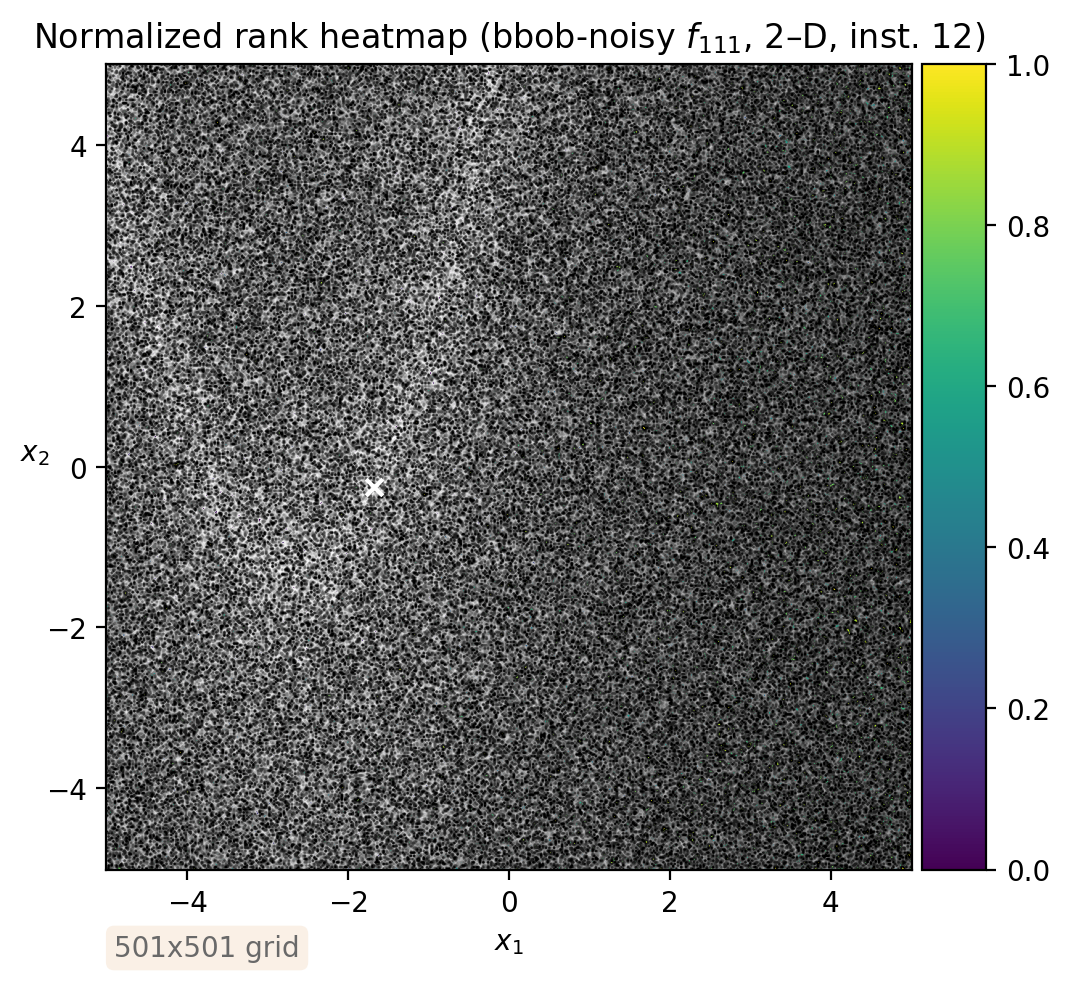 Normalized rank heatmap (bbob-noisy f₁₁₁, 2–D, inst. 12)
1.0
0.8
0.6
0.4
0.2
0.0
4
2
0
−2
−4
x₂
−4 −2 0 2 4
x₁
501x501 grid